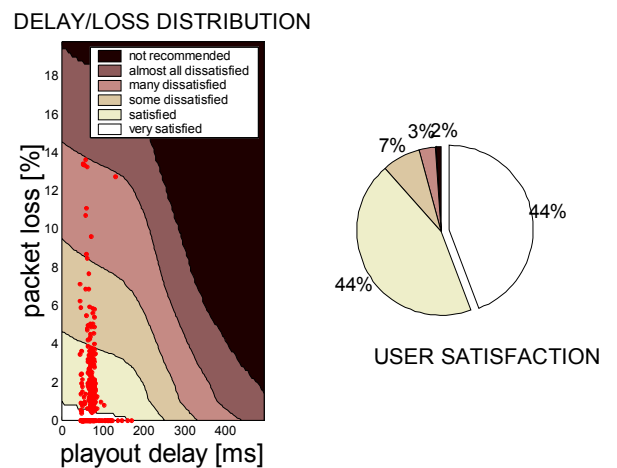 DELAY/LOSS DISTRIBUTION
not recommended
almost all dissatisfied
many dissatisfied
some dissatisfied
satisfied
very satisfied
18
16
14
12
10
8
6
4
2
0
packet loss [%]
0 100 200 300 400
playout delay [ms]
7% 3% 2%
44%
44%
USER SATISFACTION